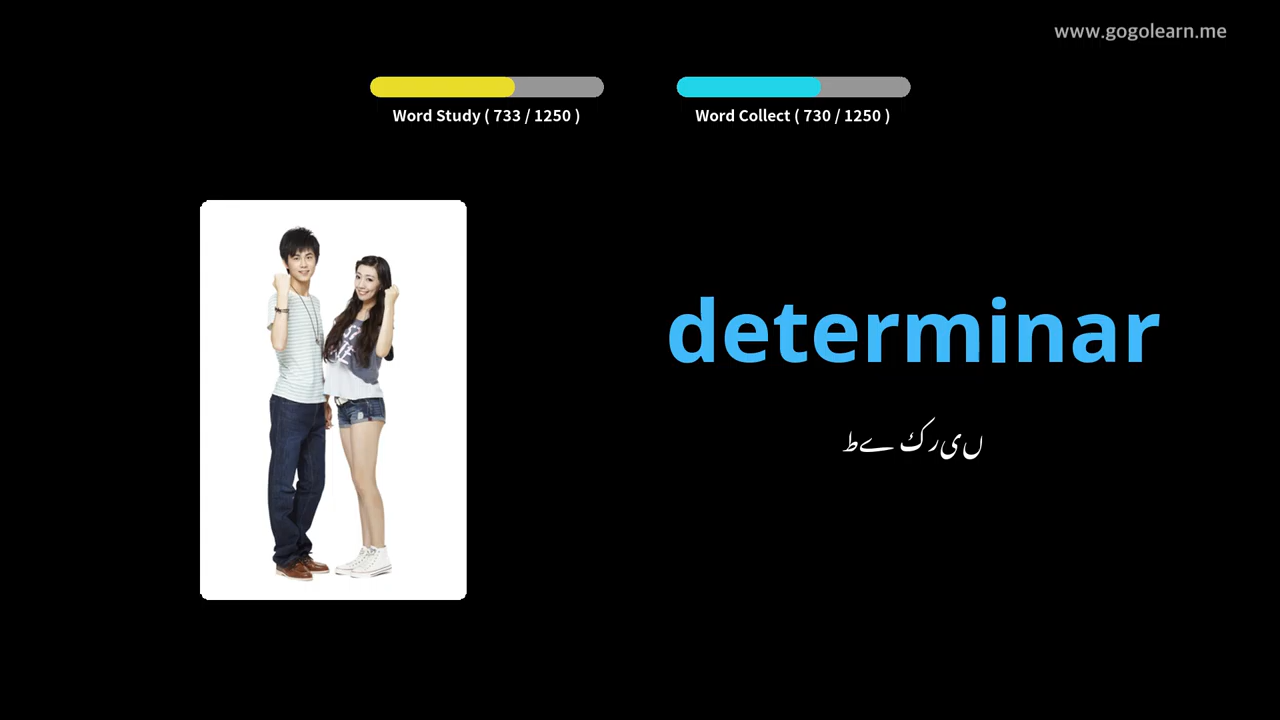 www.gogolearn.me
Word Study ( 733 / 1250 )
Word Collect ( 730 / 1250 )
determinar
طے کریں